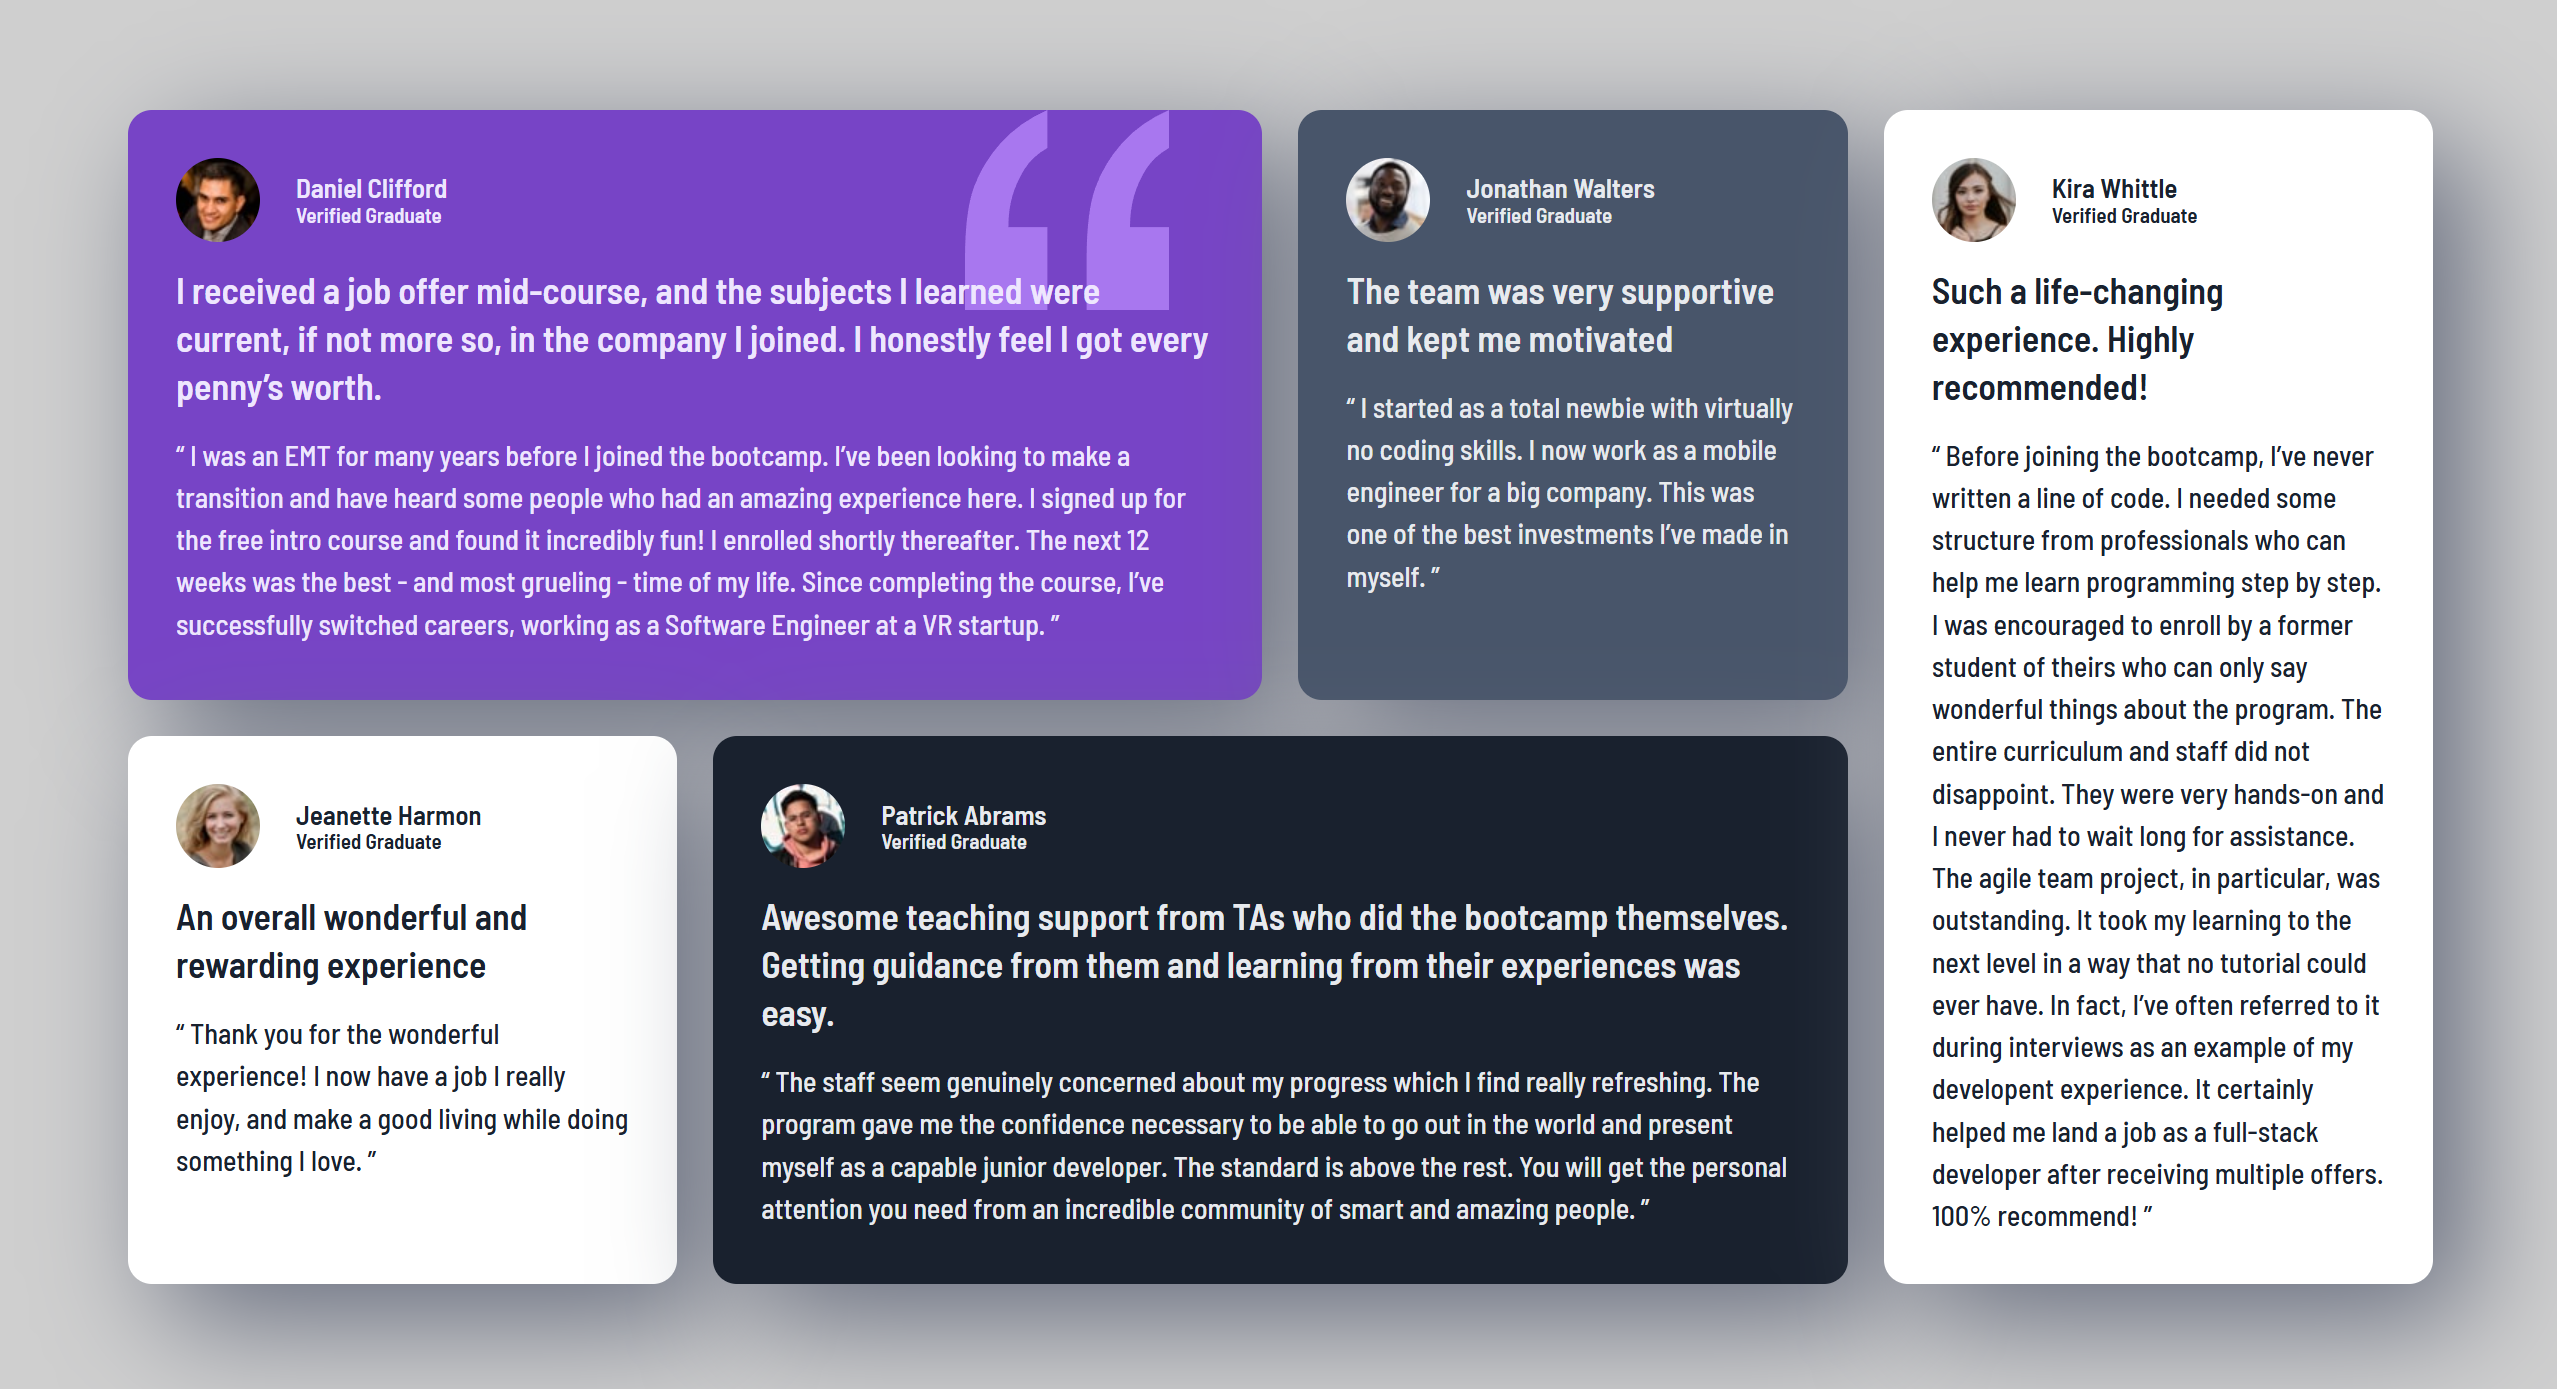 Daniel Clifford
Verified Graduate
I received a job offer mid-course, and the subjects I learned were
current, if not more so, in the company I joined. I honestly feel I got every
penny’s worth.
“ I was an EMT for many years before I joined the bootcamp. I’ve been looking to make a
transition and have heard some people who had an amazing experience here. I signed up for
the free intro course and found it incredibly fun! I enrolled shortly thereafter. The next 12
weeks was the best - and most grueling - time of my life. Since completing the course, I’ve
successfully switched careers, working as a Software Engineer at a VR startup. ”
Jonathan Walters
Verified Graduate
The team was very supportive
and kept me motivated
“ I started as a total newbie with virtually
no coding skills. I now work as a mobile
engineer for a big company. This was
one of the best investments I’ve made in
myself. ”
Kira Whittle
Verified Graduate
Such a life-changing
experience. Highly
recommended!
“ Before joining the bootcamp, I’ve never
written a line of code. I needed some
structure from professionals who can
help me learn programming step by step.
I was encouraged to enroll by a former
student of theirs who can only say
wonderful things about the program. The
entire curriculum and staff did not
disappoint. They were very hands-on and
I never had to wait long for assistance.
The agile team project, in particular, was
outstanding. It took my learning to the
next level in a way that no tutorial could
ever have. In fact, I’ve often referred to it
during interviews as an example of my
developent experience. It certainly
helped me land a job as a full-stack
developer after receiving multiple offers.
100% recommend! ”
Jeanette Harmon
Verified Graduate
An overall wonderful and
rewarding experience
“ Thank you for the wonderful
experience! I now have a job I really
enjoy, and make a good living while doing
something I love. ”
Patrick Abrams
Verified Graduate
Awesome teaching support from TAs who did the bootcamp themselves.
Getting guidance from them and learning from their experiences was
easy.
“ The staff seem genuinely concerned about my progress which I find really refreshing. The
program gave me the confidence necessary to be able to go out in the world and present
myself as a capable junior developer. The standard is above the rest. You will get the personal
attention you need from an incredible community of smart and amazing people. ”